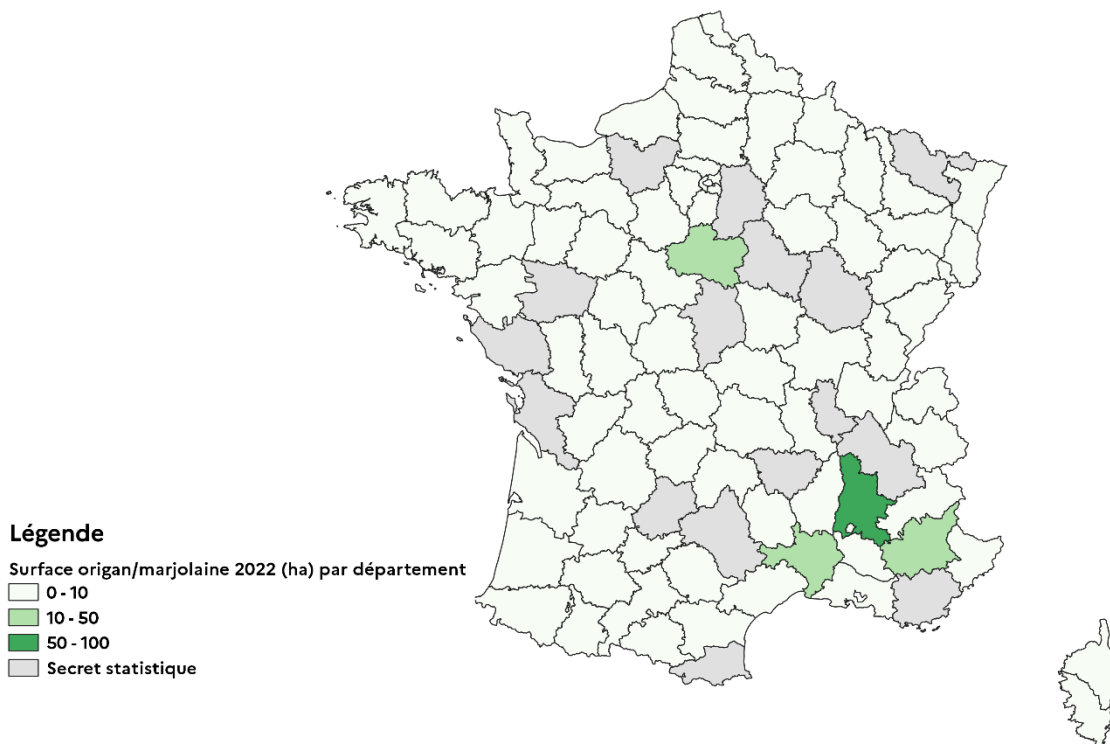 Légende
Surface origan/marjolaine 2022 (ha) par département
0 - 10
10 - 50
50 - 100
Secret statistique